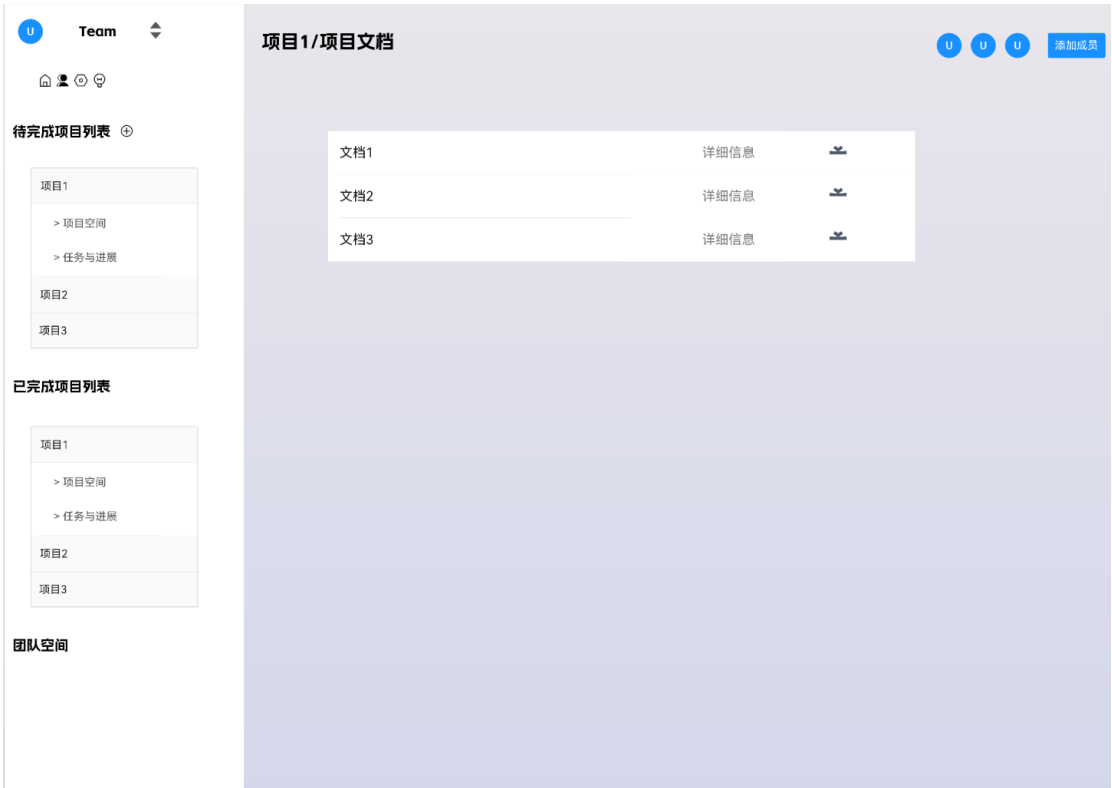 U Team
待完成项目列表
项目1
> 项目空间
> 任务与进展
项目2
项目3
已完成项目列表
项目1
> 项目空间
> 任务与进展
项目2
项目3
团队空间
项目1/项目文档
U U U 添加成员
文档1 详细信息
文档2 详细信息
文档3 详细信息